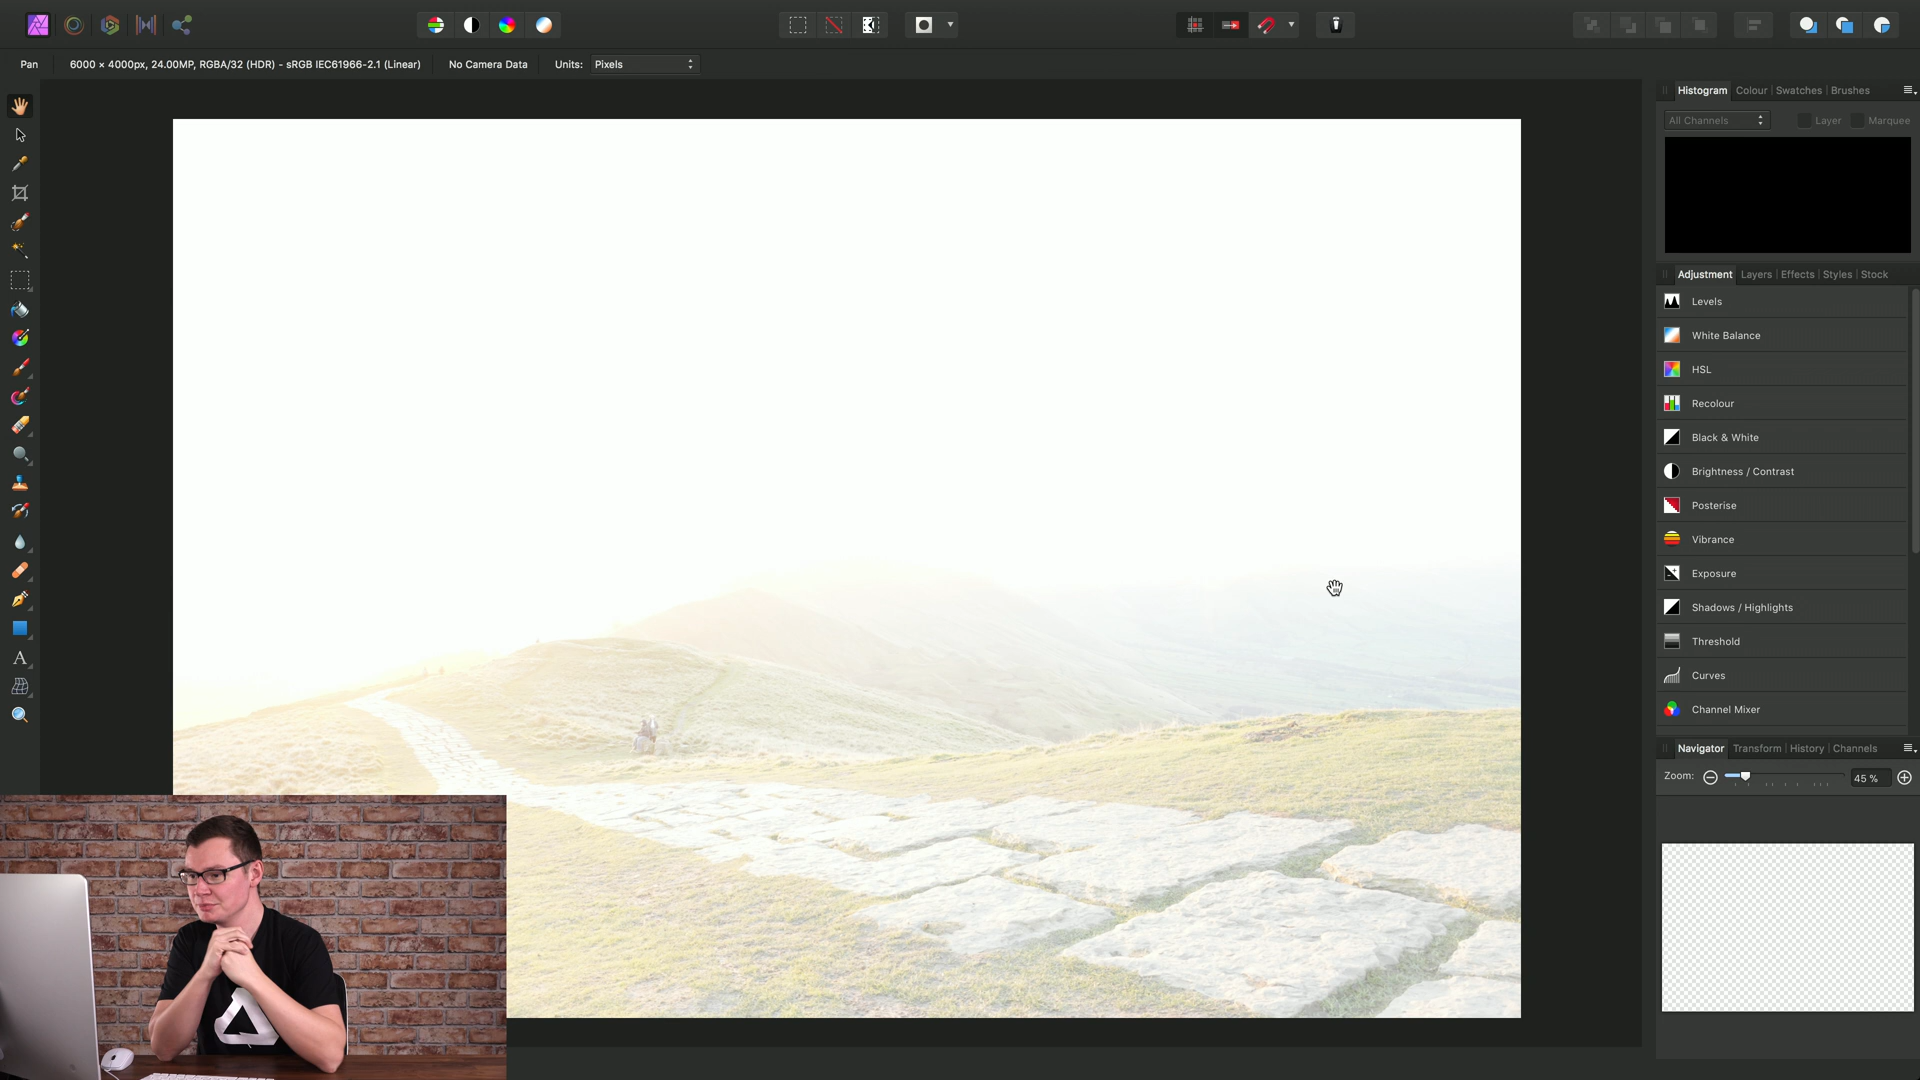 Pan
6000 × 4000px, 24.00MP, RGBA/32 (HDR) - sRGB IEC61966-2.1 (Linear)
No Camera Data
Units:
Pixels
Histogram
Colour
Swatches
Brushes
All Channels
Layer
Marquee
Adjustment
Layers
Effects
Styles
Stock
Levels
White Balance
HSL
Recolour
Black & White
Brightness / Contrast
Posterise
Vibrance
Exposure
Shadows / Highlights
Threshold
Curves
Channel Mixer
Navigator
Transform
History
Channels
Zoom:
45 %